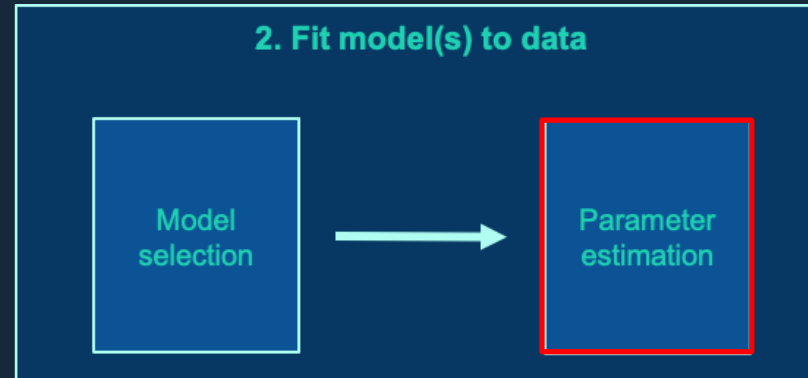 2. Fit model(s) to data
Model
selection
Parameter
estimation